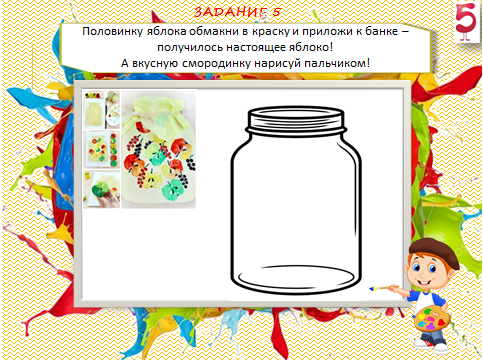 ЗАДАНИЕ 5
5
Половинку яблока обмакни в краску и приложи к банке –
получилось настоящее яблоко!
А вкусную смородинку нарисуй пальчиком!